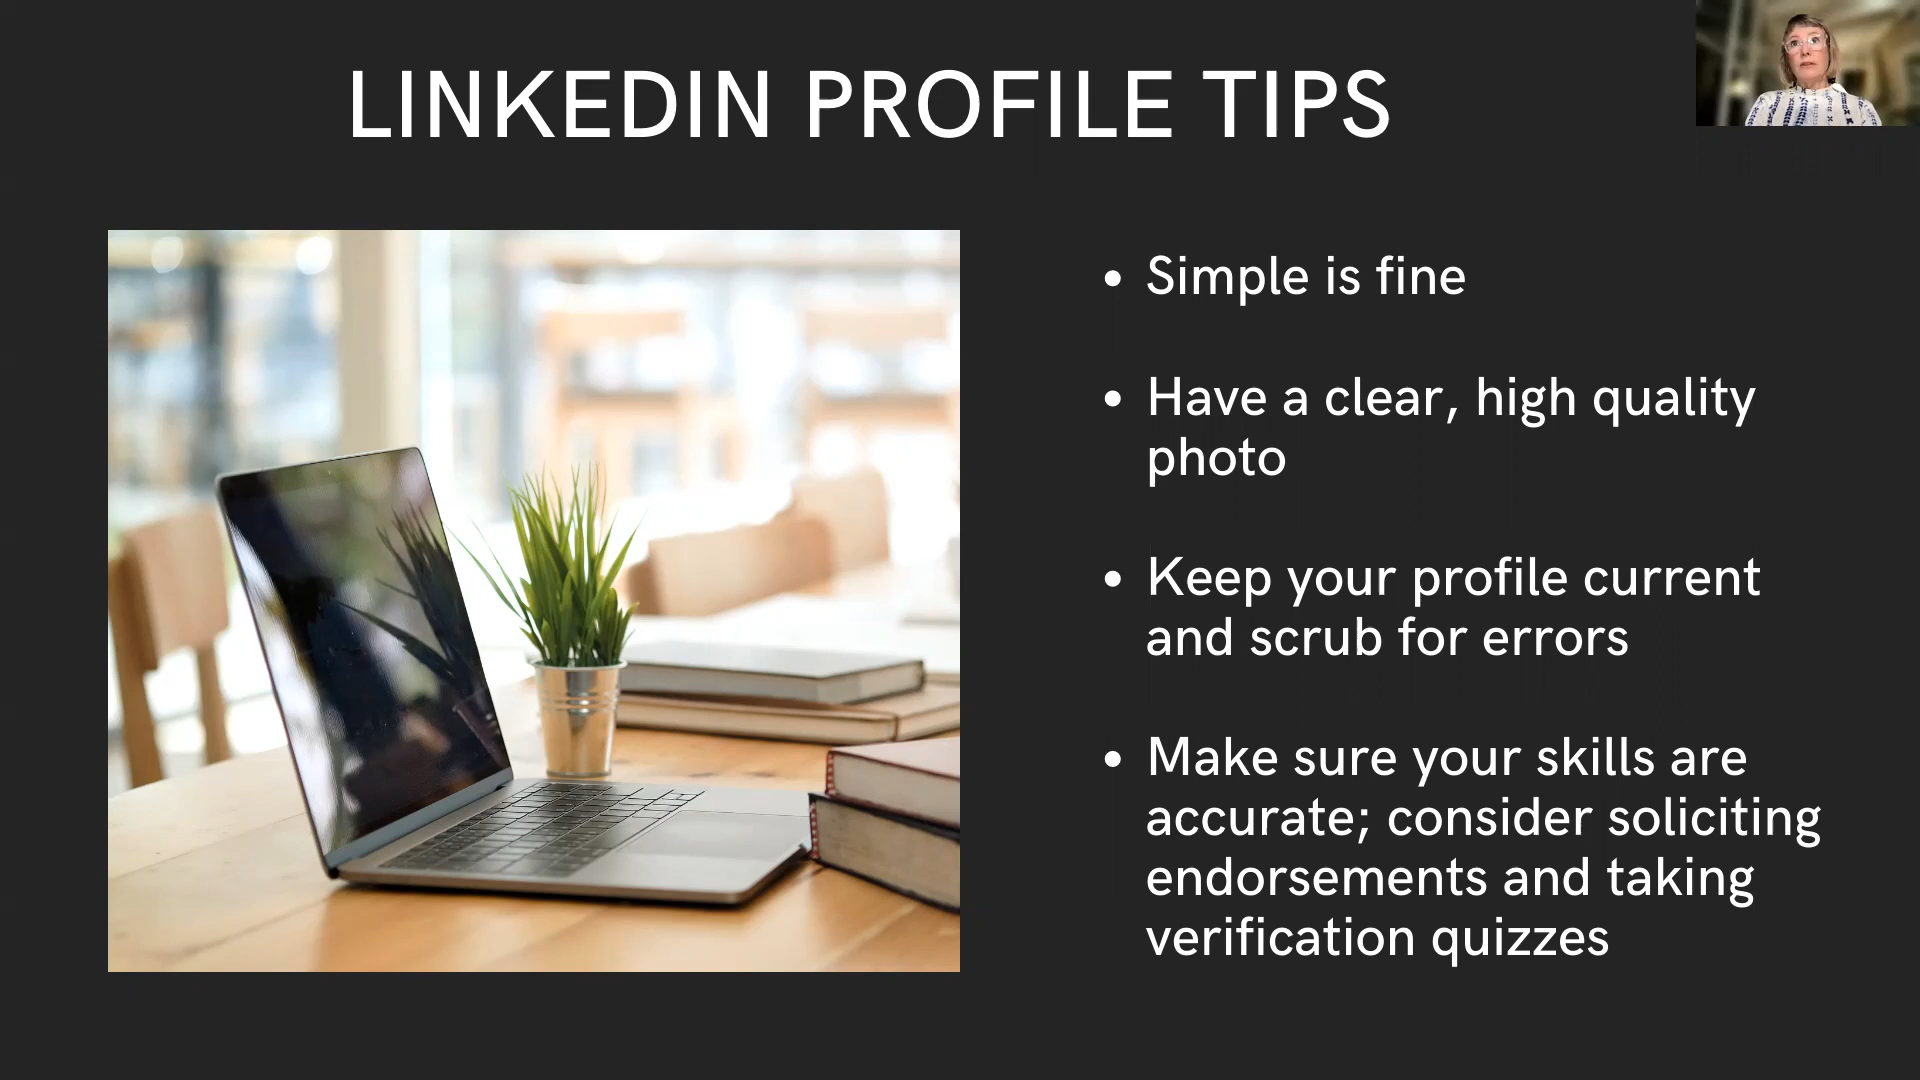 LINKEDIN PROFILE TIPS
• Simple is fine
• Have a clear, high quality
photo
• Keep your profile current
and scrub for errors
• Make sure your skills are
accurate; consider soliciting
endorsements and taking
verification quizzes